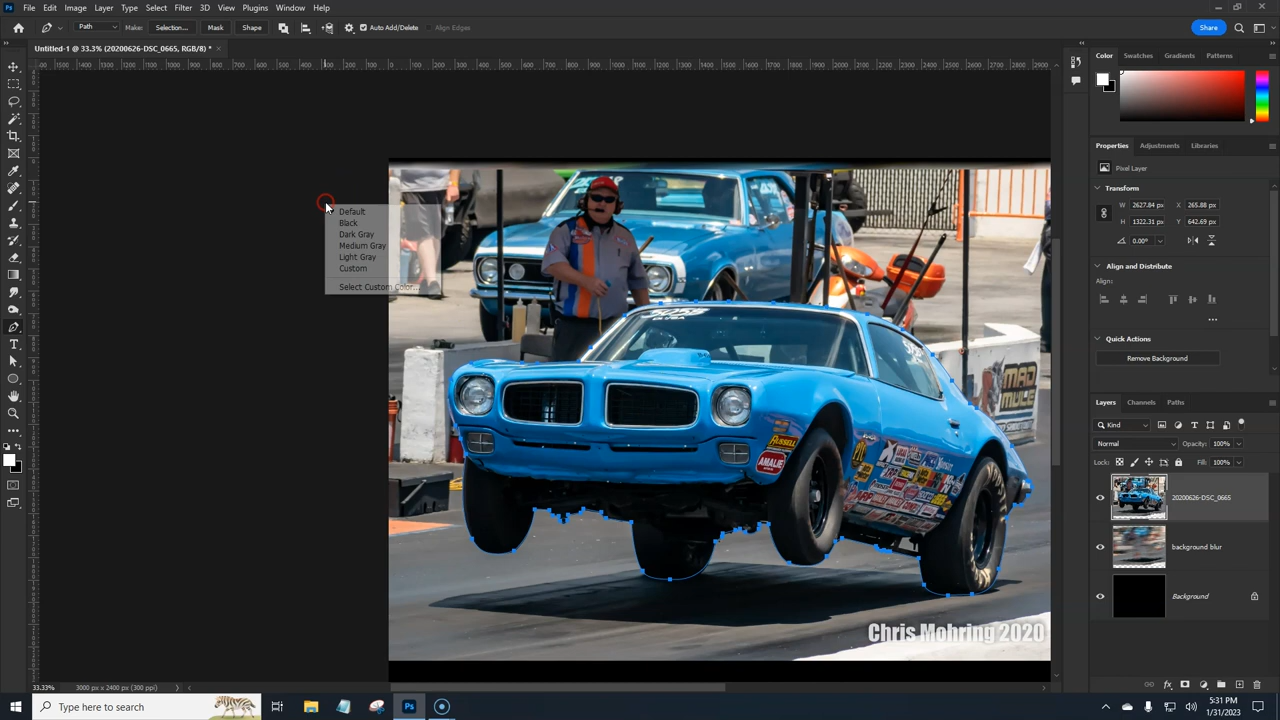 File Edit Image Layer Type Select Filter 3D View Plugins Window Help
Path Make: Selection... Mask Shape Auto Add/Delete Align Edges Share
Untitled-1 @ 33.3% (20200626-DSC_0665, RGB/8) *
Color Swatches Gradients Patterns
Properties Adjustments Libraries
Pixel Layer
Transform
W: 2627.84 px X: 265.88 px
H: 1322.31 px Y: 642.69 px
0.00°
Align and Distribute
Align:
Quick Actions
Remove Background
Layers Channels Paths
Kind
Normal Opacity: 100%
Lock: Fill: 100%
20200626-DSC_0665
background blur
Background
Default
Black
Dark Gray
Medium Gray
Light Gray
Custom
Select Custom Color...
MAD
MULE
RUSSELL
AMALIE
Chris Mohring 2020
33.33% 3000 px x 2400 px (300 ppi)
Type here to search
5:31 PM
1/31/2023